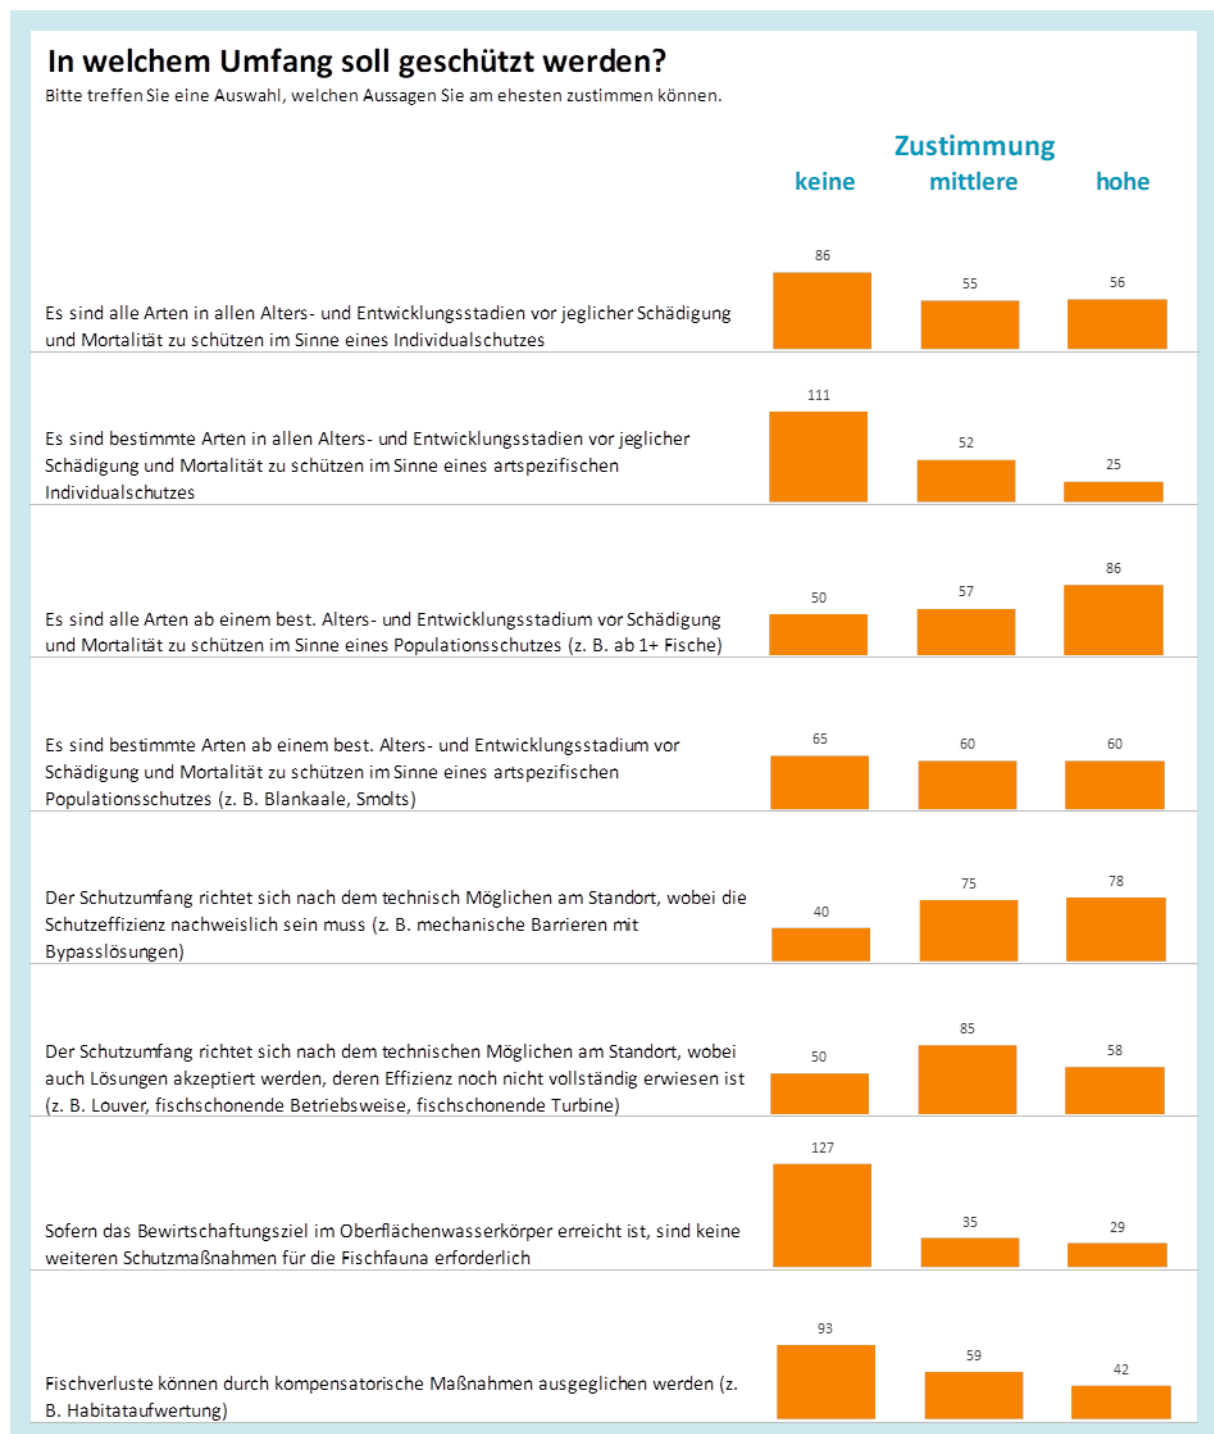 In welchem Umfang soll geschützt werden?
Bitte treffen Sie eine Auswahl, welchen Aussagen Sie am ehesten zustimmen können.
Zustimmung
keine mittlere hohe
86 55 56
Es sind alle Arten in allen Alters- und Entwicklungsstadien vor jeglicher Schädigung
und Mortalität zu schützen im Sinne eines Individualschutzes
111 52 25
Es sind bestimmte Arten in allen Alters- und Entwicklungsstadien vor jeglicher
Schädigung und Mortalität zu schützen im Sinne eines artspezifischen
Individualschutzes
50 57 86
Es sind alle Arten ab einem best. Alters- und Entwicklungsstadium vor Schädigung
und Mortalität zu schützen im Sinne eines Populationsschutzes (z. B. ab 1+ Fische)
65 60 60
Es sind bestimmte Arten ab einem best. Alters- und Entwicklungsstadium vor
Schädigung und Mortalität zu schützen im Sinne eines artspezifischen
Populationsschutzes (z. B. Blankaale, Smolts)
40 75 78
Der Schutzumfang richtet sich nach dem technisch Möglichen am Standort, wobei die
Schutzeffizienz nachweislich sein muss (z. B. mechanische Barrieren mit
Bypasslösungen)
50 85 58
Der Schutzumfang richtet sich nach dem technischen Möglichen am Standort, wobei
auch Lösungen akzeptiert werden, deren Effizienz noch nicht vollständig erwiesen ist
(z. B. Louver, fischschonende Betriebsweise, fischschonende Turbine)
127 35 29
Sofern das Bewirtschaftungsziel im Oberflächenwasserkörper erreicht ist, sind keine
weiteren Schutzmaßnahmen für die Fischfauna erforderlich
93 59 42
Fischverluste können durch kompensatorische Maßnahmen ausgeglichen werden (z.
B. Habitataufwertung)